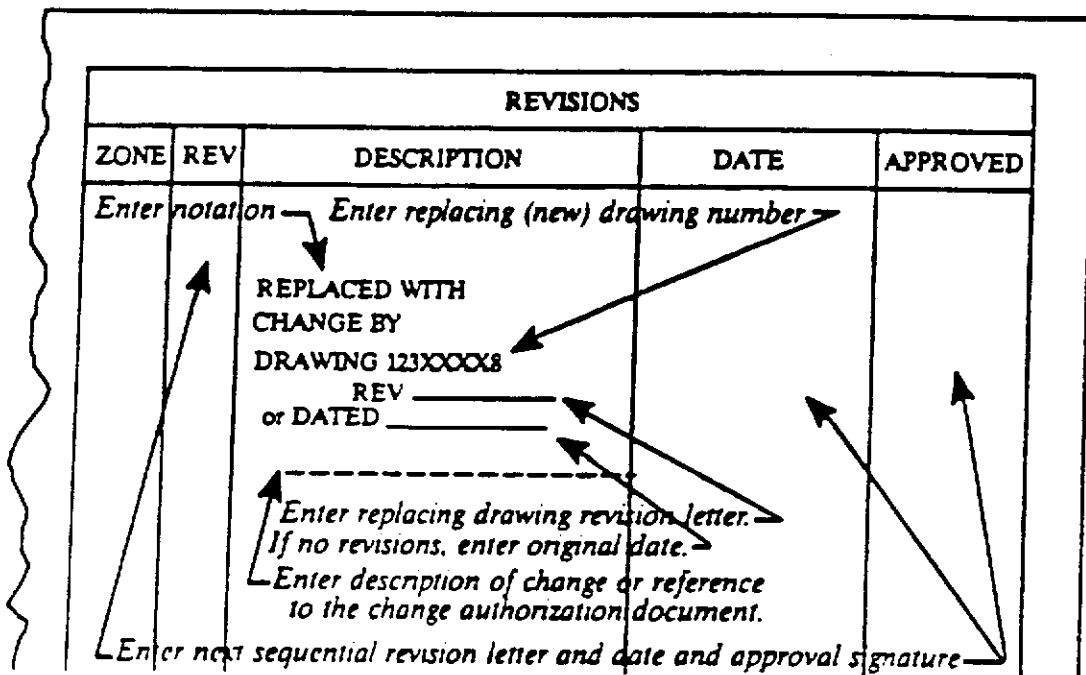 REVISIONS
ZONE REV DESCRIPTION DATE APPROVED
Enter notation Enter replacing (new) drawing number
REPLACED WITH
CHANGE BY
DRAWING 123XXXX8
REV
or DATED
Enter replacing drawing revision letter.
If no revisions, enter original date.
Enter description of change or reference
to the change authorization document.
Enter next sequential revision letter and date and approval signature